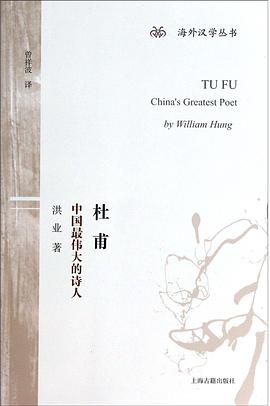 海外汉学丛书
曾祥波 译
TU FU
China's Greatest Poet
by William Hung
杜甫
中国最伟大的诗人
洪业 著
上海古籍出版社